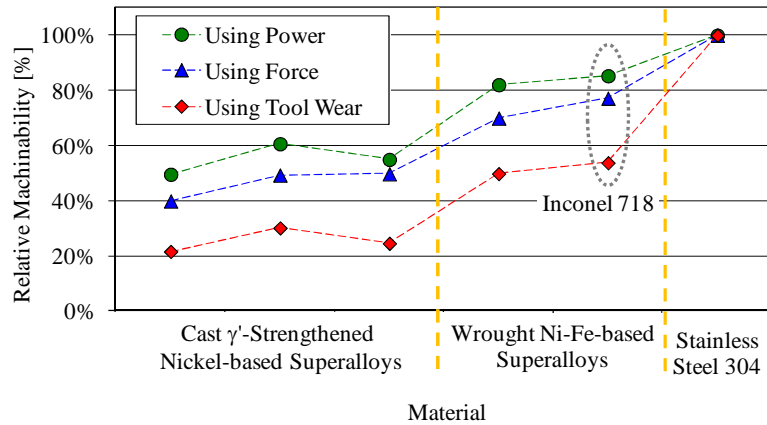 Using Power
Using Force
Using Tool Wear
Relative Machinability [%]
100%
80%
60%
40%
20%
0%
Inconel 718
Cast γ'-Strengthened
Nickel-based Superalloys
Wrought Ni-Fe-based
Superalloys
Stainless
Steel 304
Material